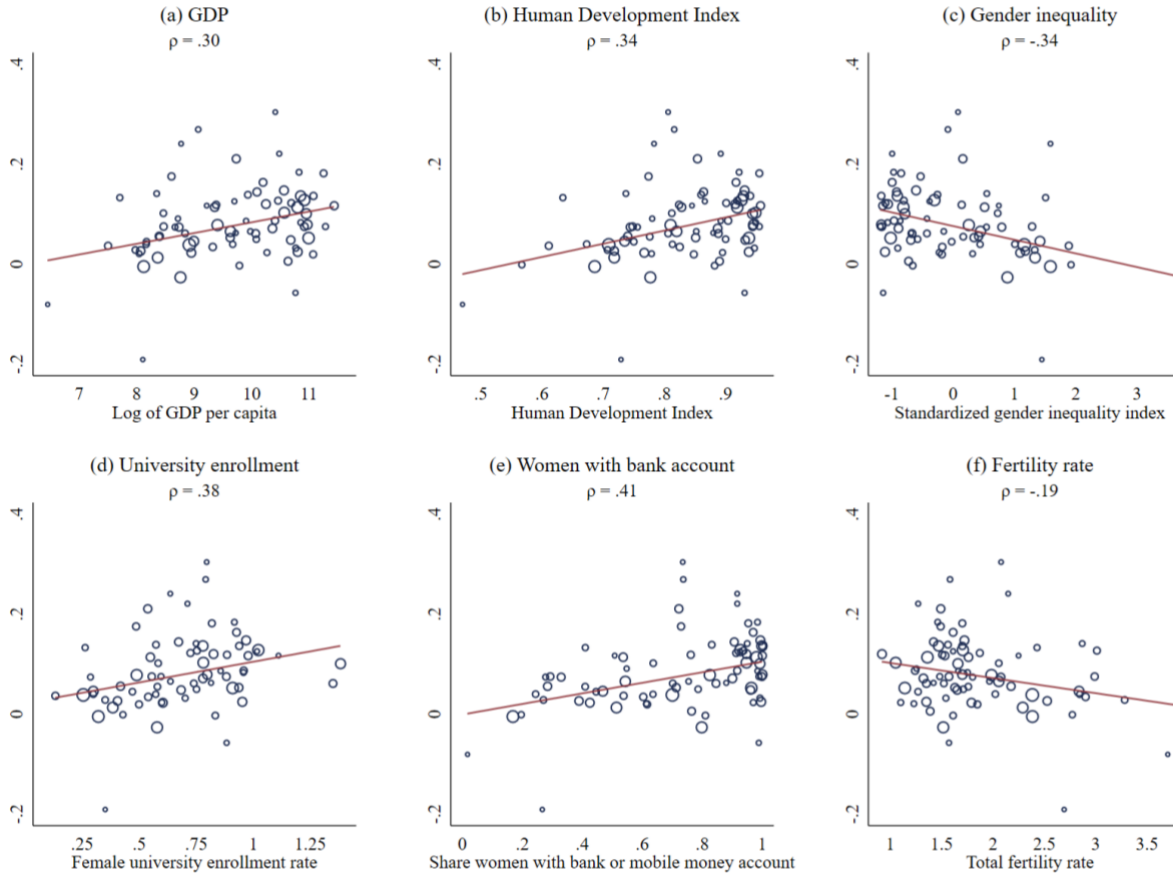 (a) GDP
ρ = .30
.4
.2
0
-.2
7 8 9 10 11
Log of GDP per capita
(b) Human Development Index
ρ = .34
.4
.2
0
-.2
.5 .6 .7 .8 .9
Human Development Index
(c) Gender inequality
ρ = -.34
.4
.2
0
-.2
-1 0 1 2 3
Standardized gender inequality index
(d) University enrollment
ρ = .38
.4
.2
0
-.2
.25 .5 .75 1 1.25
Female university enrollment rate
(e) Women with bank account
ρ = .41
.4
.2
0
-.2
0 .2 .4 .6 .8 1
Share women with bank or mobile money account
(f) Fertility rate
ρ = -.19
.4
.2
0
-.2
1 1.5 2 2.5 3 3.5
Total fertility rate